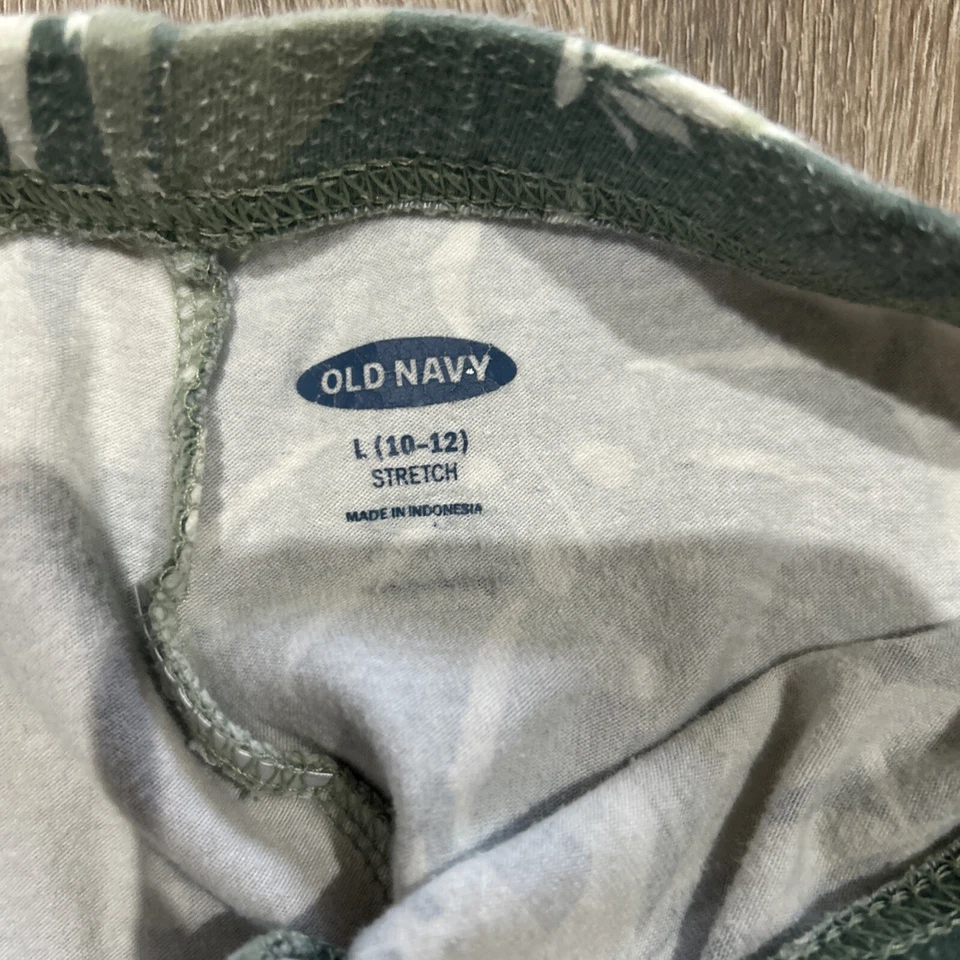 OLD NAVY
L (10-12)
STRETCH
MADE IN INDONESIA